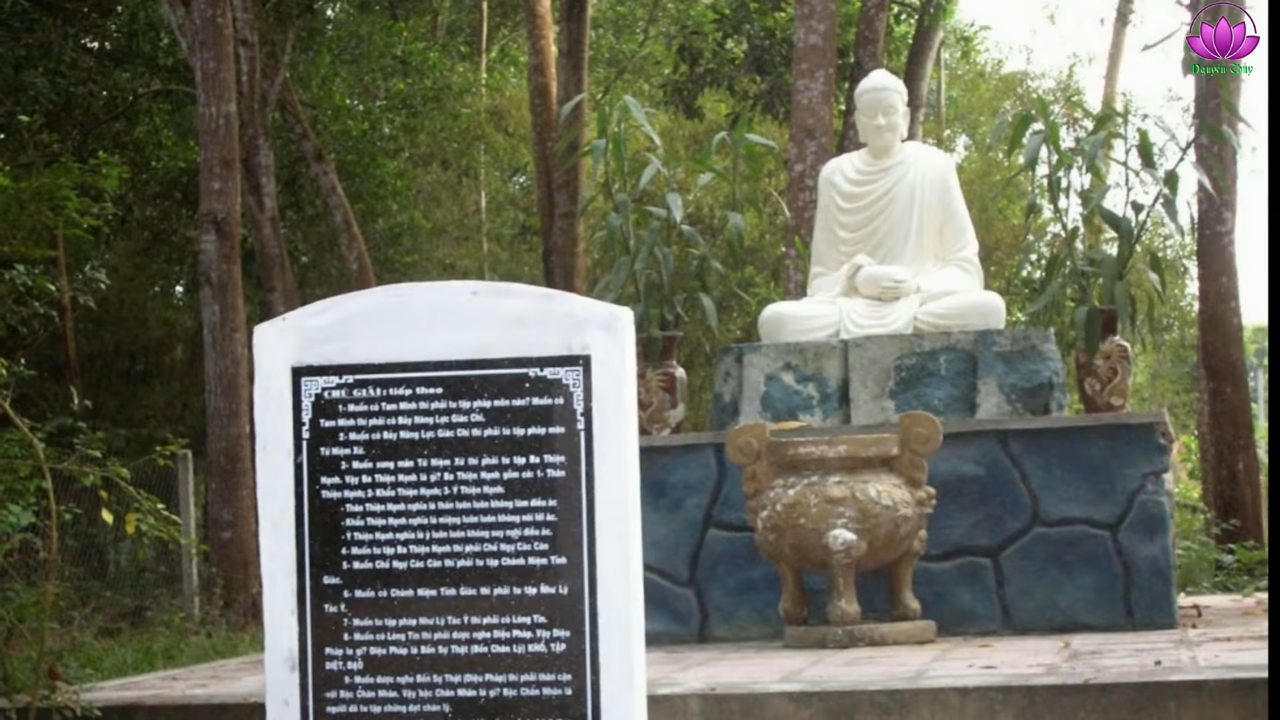 Nguyên Thủy
CHÚ GIẢI: tiếp theo
1- Muốn có Tam Minh thì phải tu tập pháp môn nào? Muốn có
Tam Minh thì phải có Bảy Năng Lực Giác Chi.
2- Muốn có Bảy Năng Lực Giác Chi thì phải tu tập pháp môn
Tứ Niệm Xứ.
3- Muốn sung mãn Tứ Niệm Xứ thì phải tu tập Ba Thiện
Hạnh. Vậy Ba Thiện Hạnh là gì? Ba Thiện Hạnh gồm có: 1- Thân
Thiện Hạnh; 2- Khẩu Thiện Hạnh; 3- Ý Thiện Hạnh.
- Thân Thiện Hạnh nghĩa là thân luôn luôn không làm điều ác
- Khẩu Thiện Hạnh nghĩa là miệng luôn luôn không nói lời ác.
- Ý Thiện Hạnh nghĩa là ý luôn luôn không suy nghĩ điều ác.
4- Muốn tu tập Ba Thiện Hạnh thì phải Chế Ngự Các Căn
5- Muốn Chế Ngự Các Căn thì phải tu tập Chánh Niệm Tỉnh
Giác.
6- Muốn có Chánh Niệm Tỉnh Giác thì phải tu tập Như Lý
Tác Ý.
7- Muốn tu tập pháp Như Lý Tác Ý thì phải có Lòng Tin.
8- Muốn có Lòng Tin thì phải được nghe Diệu Pháp. Vậy Diệu
Pháp là gì? Diệu Pháp là Bốn Sự Thật (Bốn Chân Lý) KHỔ, TẬP
DIỆT, ĐẠO
9- Muốn được nghe Bốn Sự Thật (Diệu Pháp) thì phải thân cận
với Bậc Chân Nhân. Vậy bậc Chân Nhân là gì? Bậc Chân Nhân là
người đã tu tập chứng đạt chân lý.